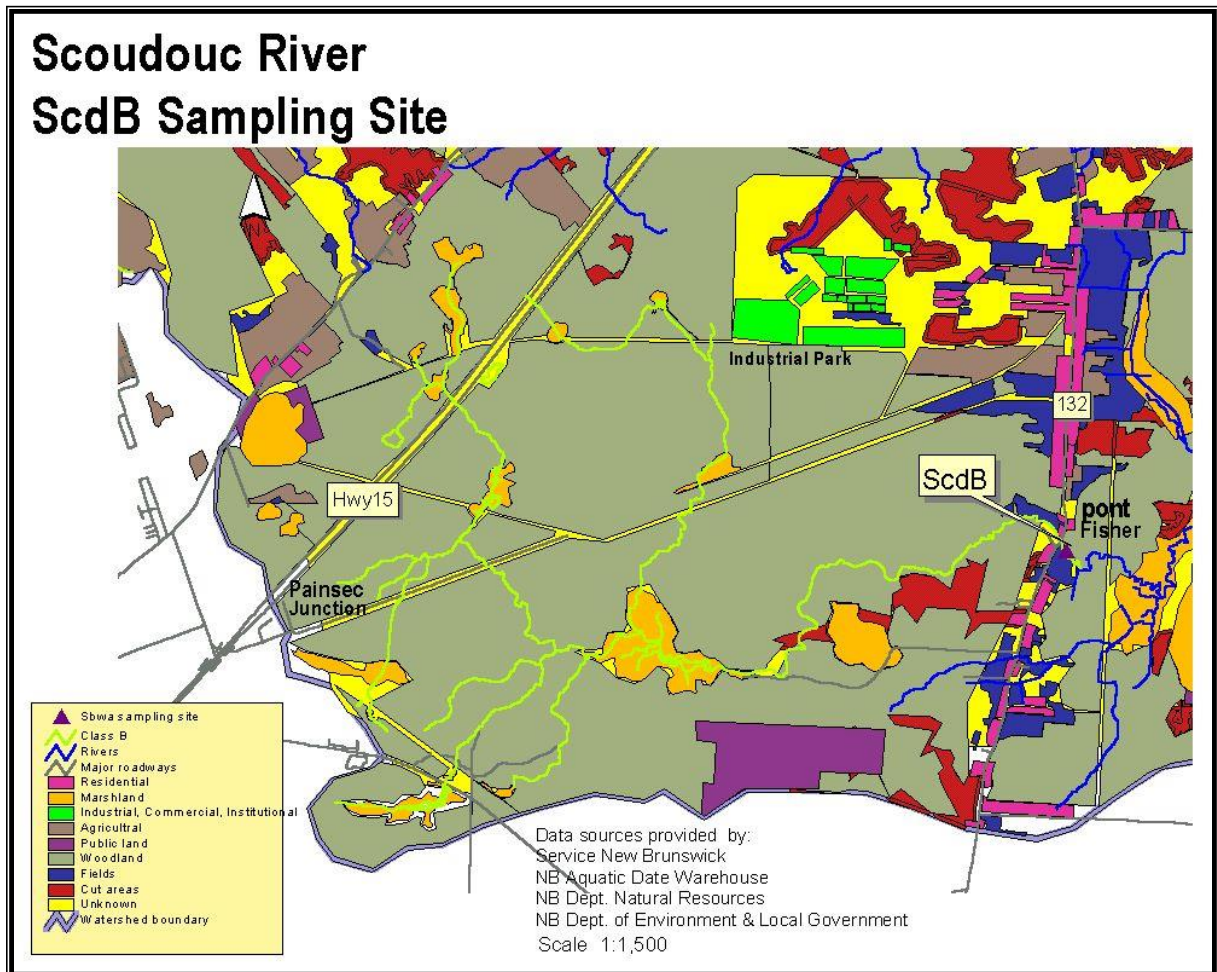 Scoudouc River
ScdB Sampling Site
N
Industrial Park
132
ScdB
Hwy15
pont
Fisher
Painsec
Junction
Sbwa sampling site
Class B
Rivers
Major roadways
Residential
Marshland
Industrial, Commercial, Institutional
Agricultral
Public land
Woodland
Fields
Cut areas
Unknown
Watershed boundary
Data sources provided by:
Service New Brunswick
NB Aquatic Date Warehouse
NB Dept. Natural Resources
NB Dept. of Environment & Local Government
Scale 1:1,500